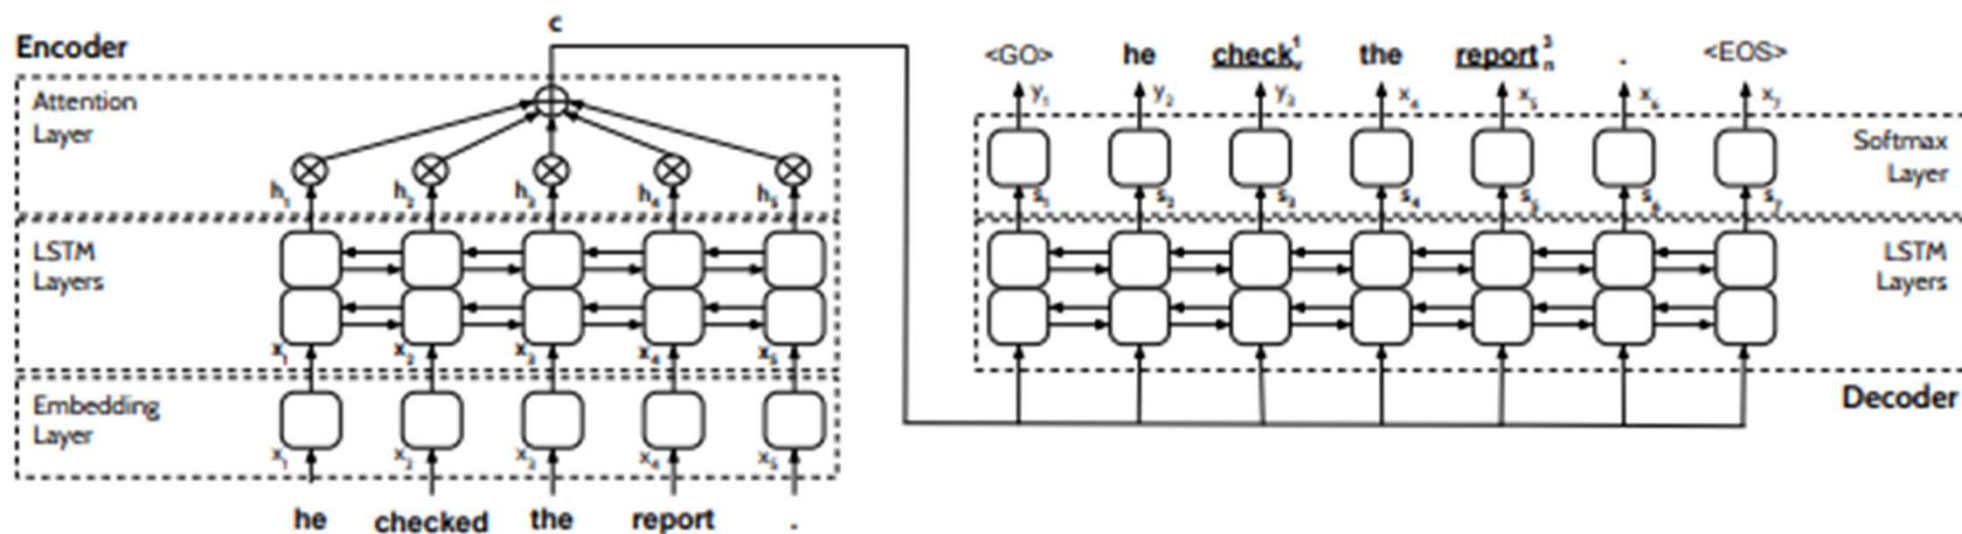 c
Encoder
Attention
Layer
h₁ h₂ h₃ h₄ h₅
LSTM
Layers
x₁ x₂ x₃ x₄ x₅
Embedding
Layer
x₁ x₂ x₃ x₄ x₅
he checked the report .
<GO> he check¹ᵥ the report³ₙ . <EOS>
y₁ y₂ y₃ x₄ x₅ x₆ x₇
Softmax
Layer
s₁ s₂ s₃ s₄ s₅ s₆ s₇
LSTM
Layers
Decoder